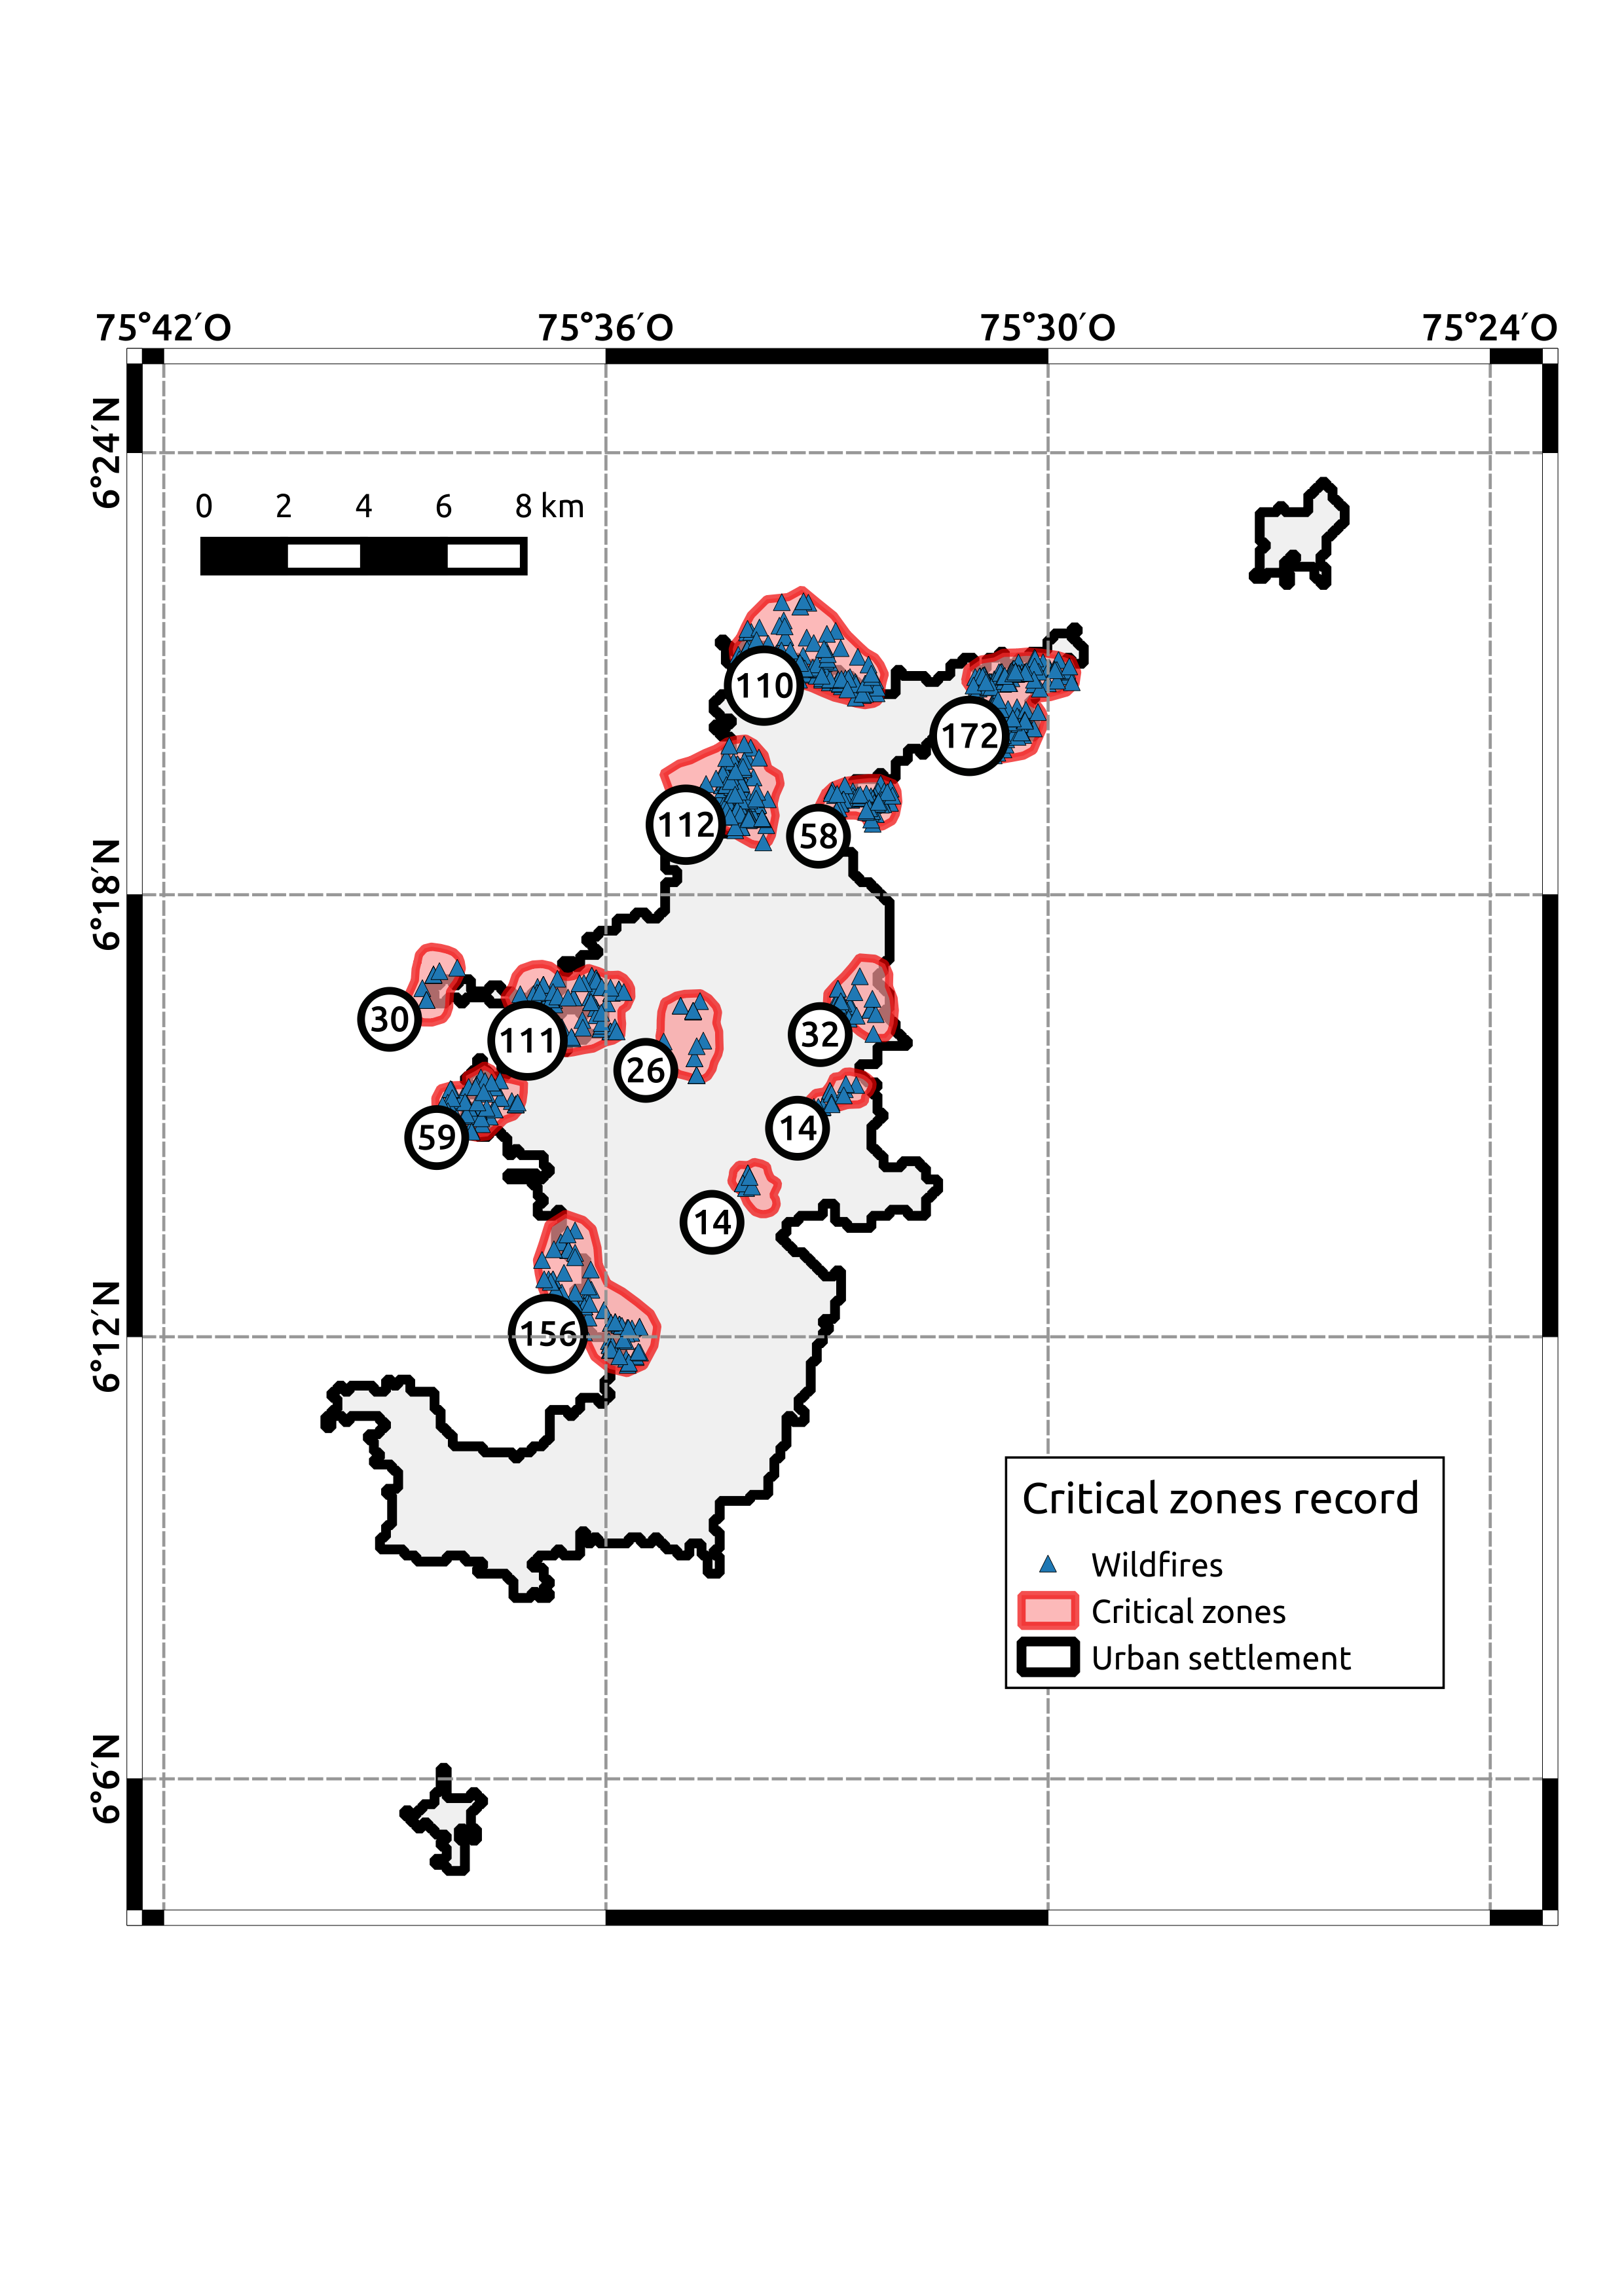 75°42′O 75°36′O 75°30′O 75°24′O
6°24′N
0 2 4 6 8 km
110
172
112
58
6°18′N
30
111
32
26
14
59
14
156
6°12′N
Critical zones record
Wildfires
Critical zones
Urban settlement
6°6′N